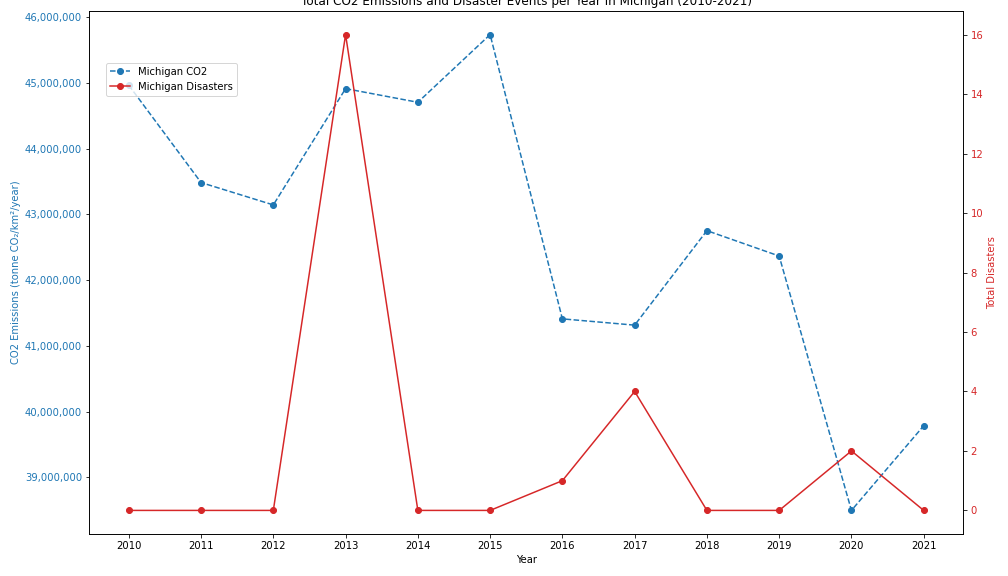 Total CO2 Emissions and Disaster Events per Year in Michigan (2010-2021)
46,000,000
45,000,000
44,000,000
43,000,000
42,000,000
41,000,000
40,000,000
39,000,000
CO2 Emissions (tonne CO₂/km²/year)
Michigan CO2
Michigan Disasters
16
14
12
10
8
6
4
2
0
Total Disasters
2010 2011 2012 2013 2014 2015 2016 2017 2018 2019 2020 2021
Year